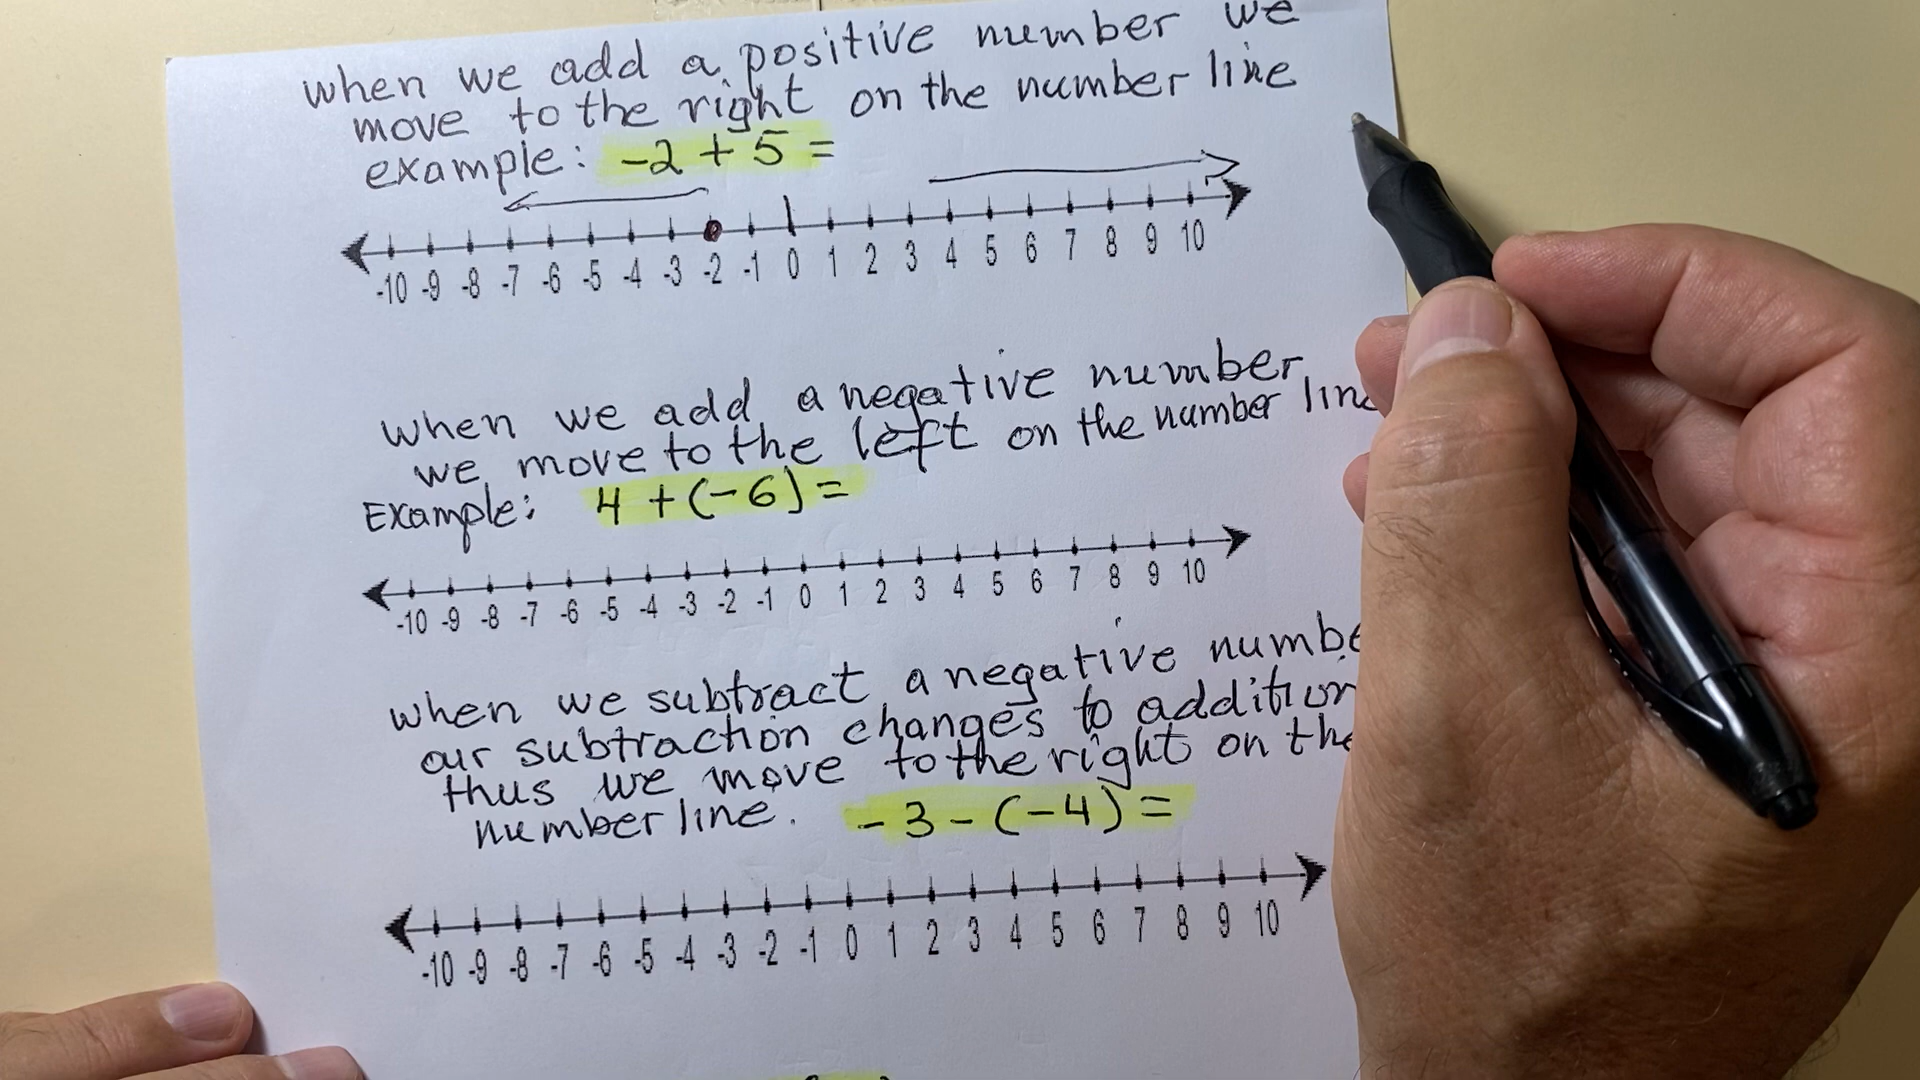 when we add a positive number we
move to the right on the number line
example: -2 + 5 =
-10 -9 -8 -7 -6 -5 -4 -3 -2 -1 0 1 2 3 4 5 6 7 8 9 10
when we add a negative number
we move to the left on the number line
Example: 4 + (-6) =
-10 -9 -8 -7 -6 -5 -4 -3 -2 -1 0 1 2 3 4 5 6 7 8 9 10
when we subtract a negative numbe
our subtraction changes to addition
thus we move to the right on the
number line. -3 - (-4) =
-10 -9 -8 -7 -6 -5 -4 -3 -2 -1 0 1 2 3 4 5 6 7 8 9 10